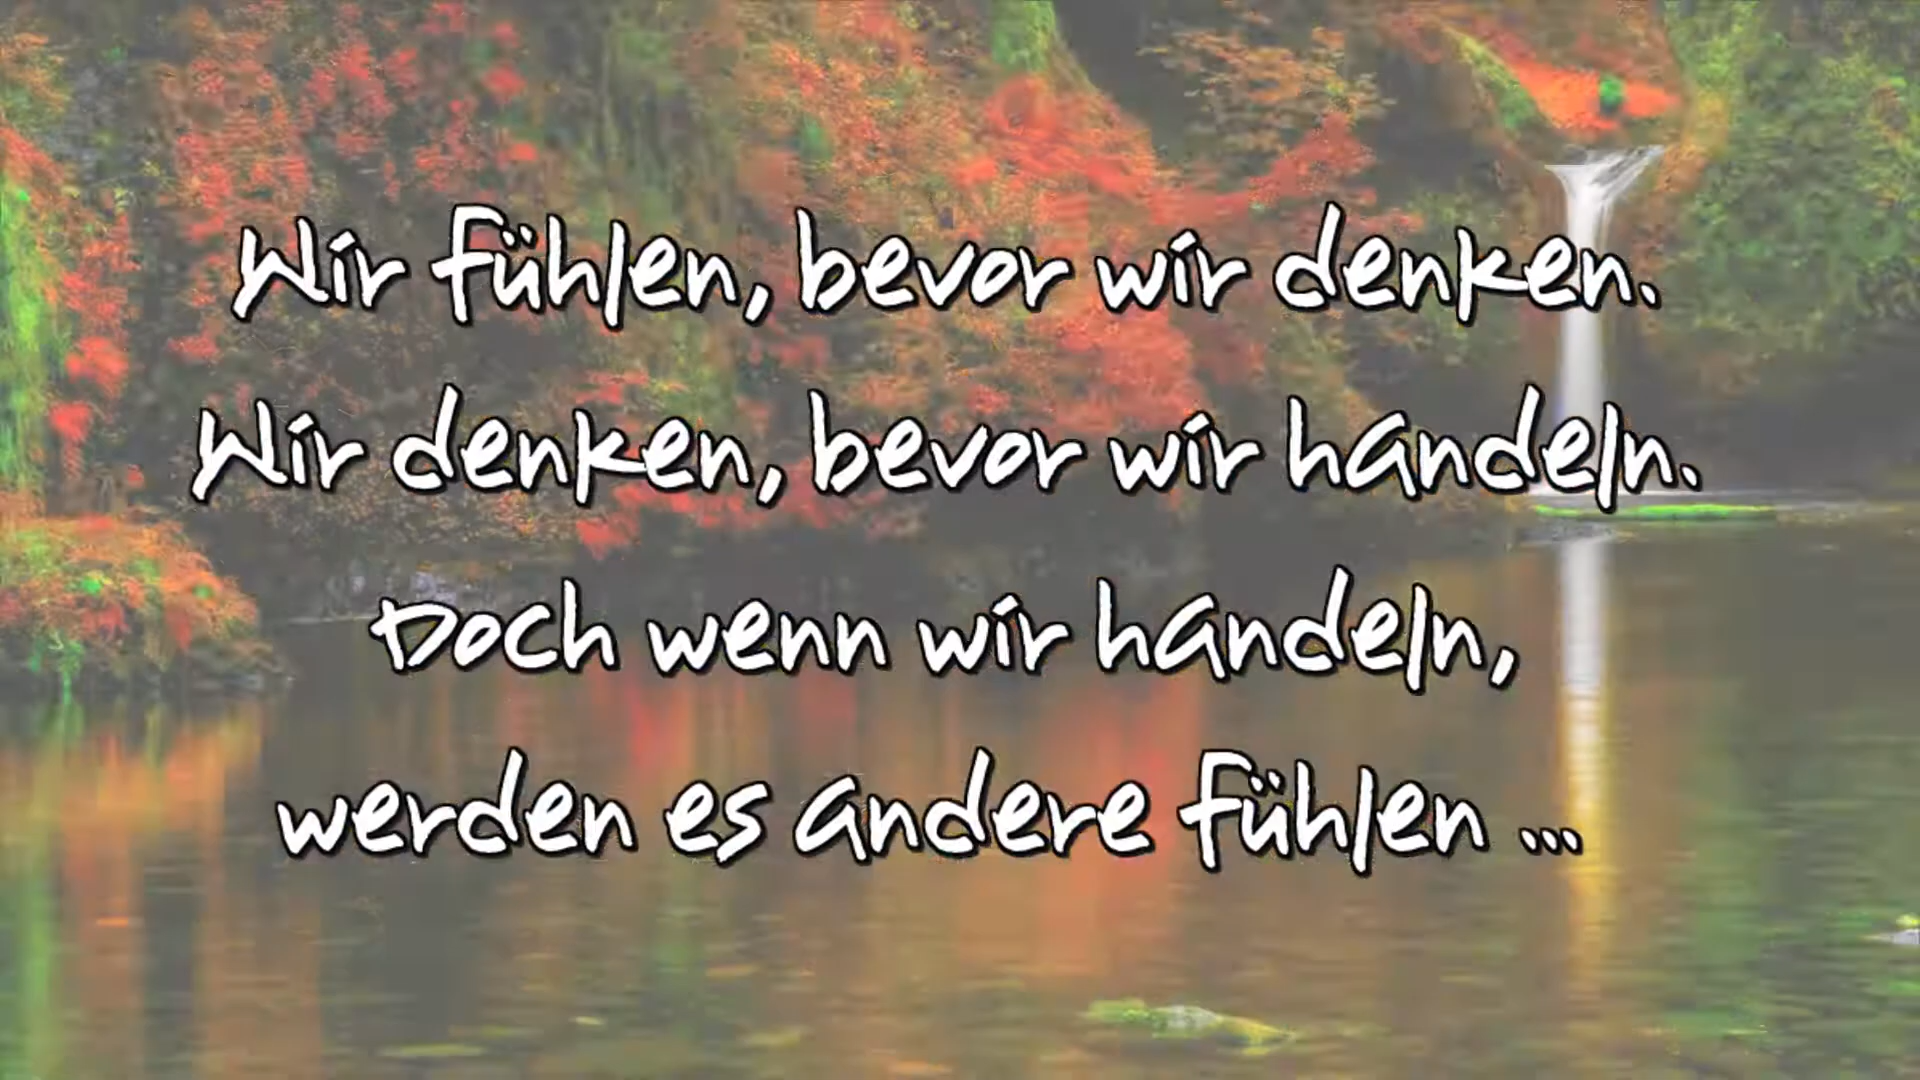 Wir fühlen, bevor wir denken.
Wir denken, bevor wir handeln.
Doch wenn wir handeln,
werden es andere fühlen ...